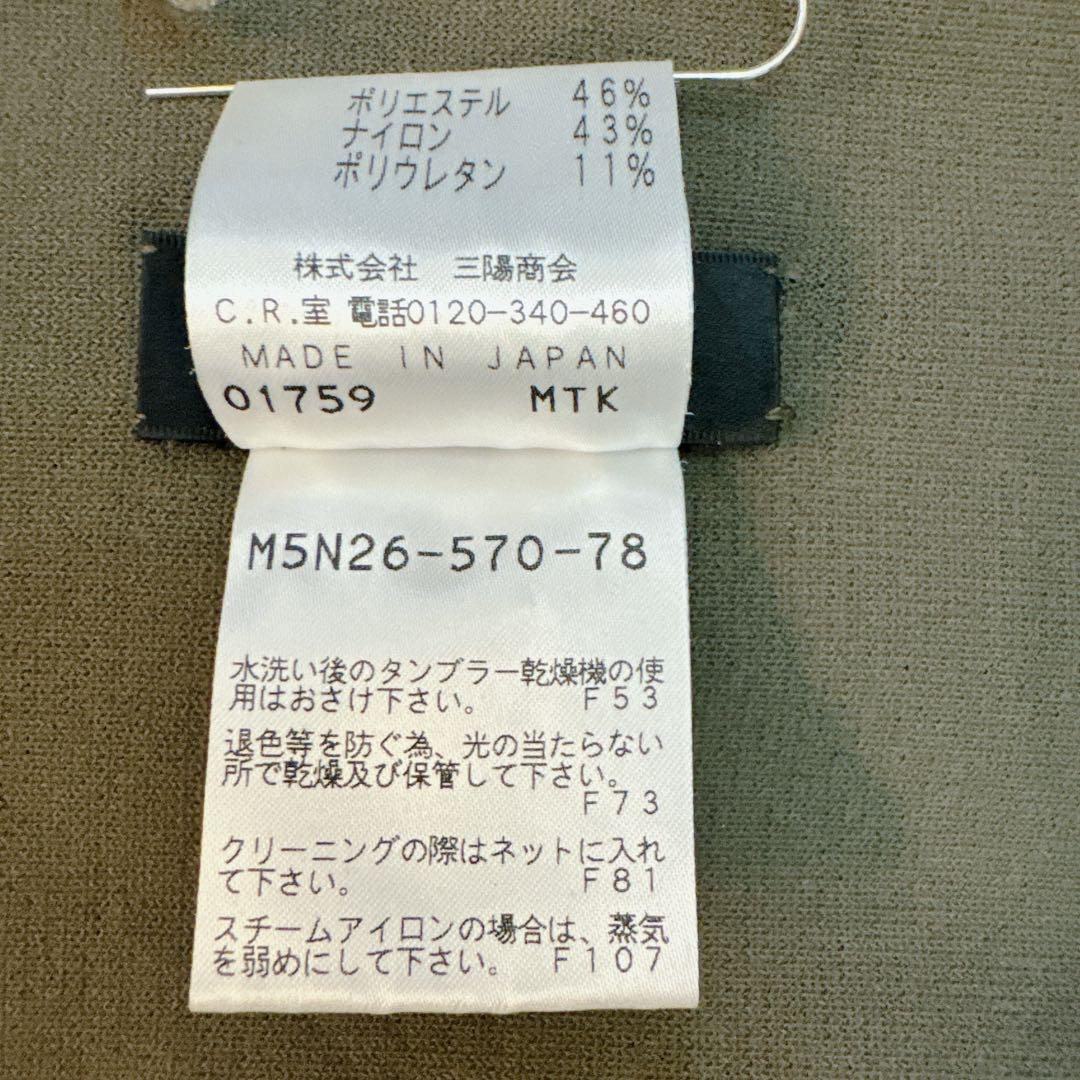 ポリエステル 46%
ナイロン 43%
ポリウレタン 11%
株式会社 三陽商会
C.R.室 電話0120-340-460
MADE IN JAPAN
01759 MTK
M5N26-570-78
水洗い後のタンブラー乾燥機の使
用はおさけ下さい。 F53
退色等を防ぐ為、光の当たらない
所で乾燥及び保管して下さい。
F73
クリーニングの際はネットに入れ
て下さい。 F81
スチームアイロンの場合は、蒸気
を弱めにして下さい。 F107